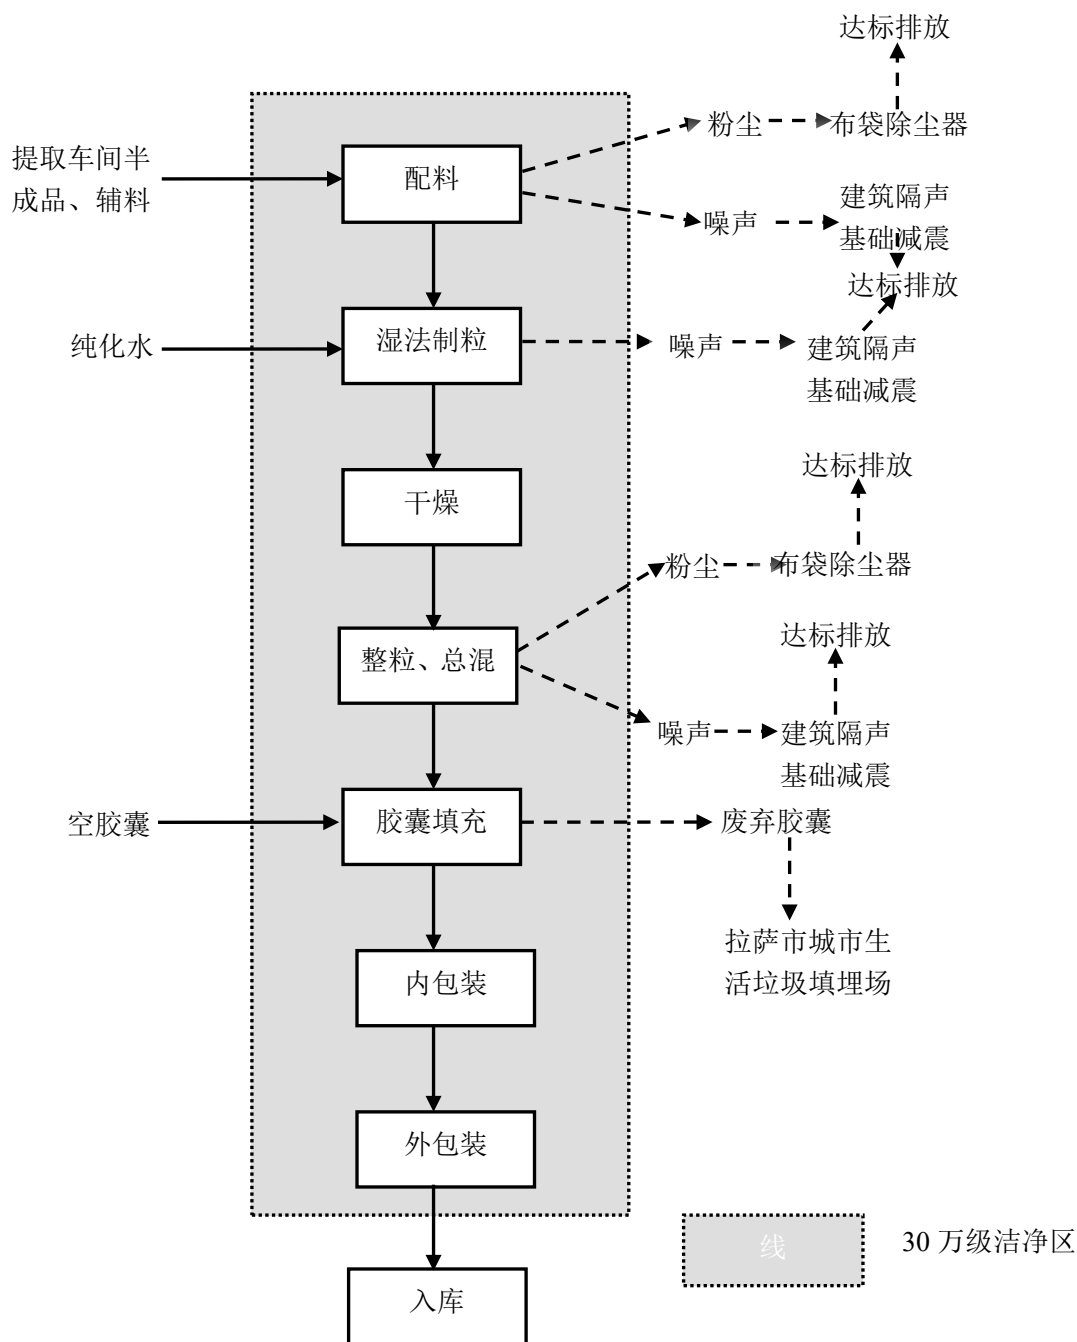 达标排放
粉尘
布袋除尘器
提取车间半
成品、辅料
配料
噪声
建筑隔声
基础减震
达标排放
纯化水
湿法制粒
噪声
建筑隔声
基础减震
干燥
达标排放
粉尘
布袋除尘器
整粒、总混
达标排放
噪声
建筑隔声
基础减震
空胶囊
胶囊填充
废弃胶囊
拉萨市城市生
活垃圾填埋场
内包装
外包装
线
30 万级洁净区
入库